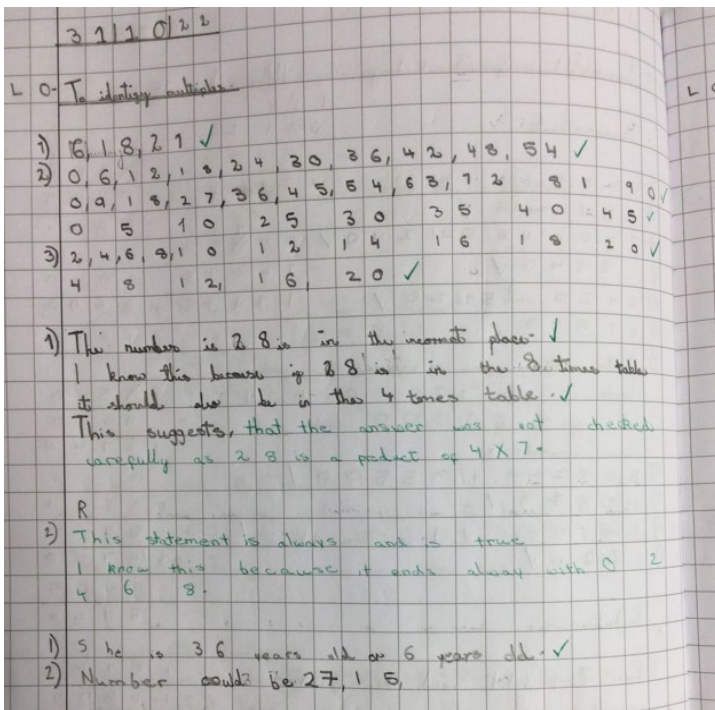 31/10/22
L O- To identify multiples.
1) 6, 18, 21 ✓
2) 0, 6, 12, 18, 24, 30, 36, 42, 48, 54 ✓
0, 9, 18, 27, 36, 45, 54, 63, 72 81 90 ✓
0 5 10 25 30 35 40 45 ✓
3) 2, 4, 6, 8, 10 12 14 16 18 20 ✓
4 8 12, 16, 20 ✓
1) The number is 28 is in the incorrect place. ✓
I know this because if 28 is in the 8 times table
it should also be in the 4 times table. ✓
This suggests, that the answer was not checked
carefully as 28 is a product of 4 x 7.
R
2) This statement is always and is true
I know this because it ends alway with 0 2
4 6 8.
1) She is 36 years old or 6 years old. ✓
2) Number could be 27, 15,
L O